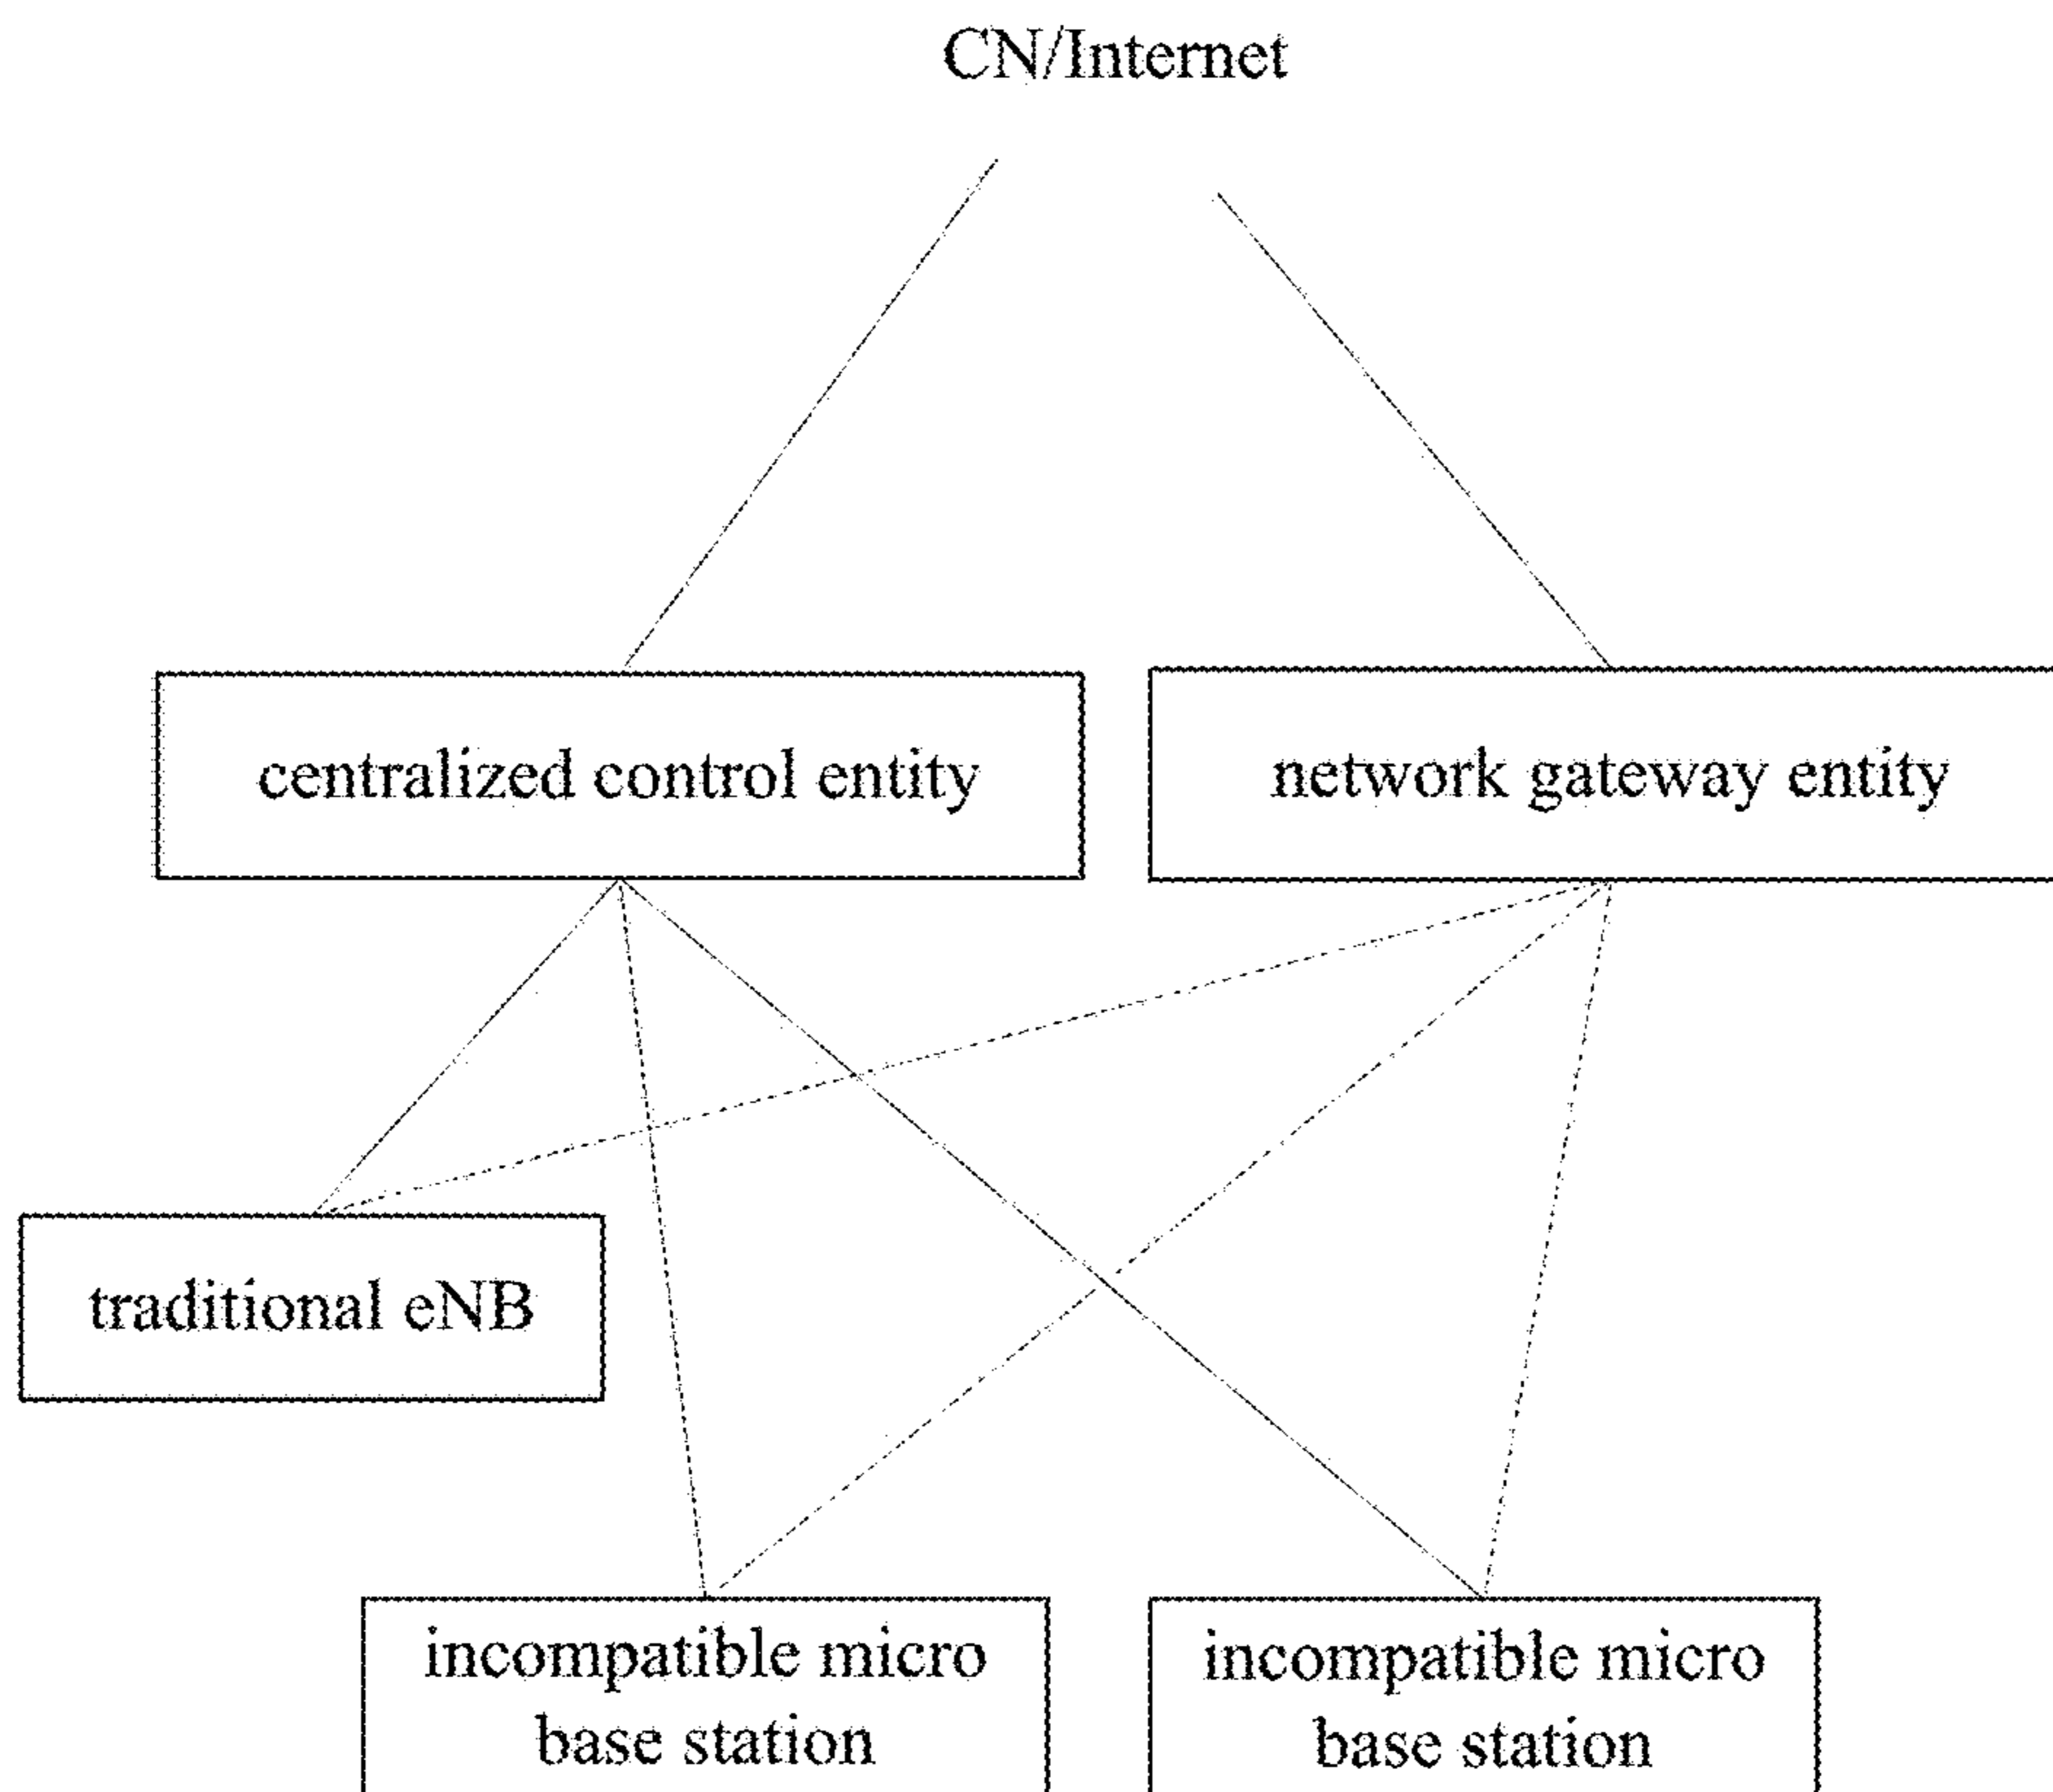 CN/Internet
centralized control entity
network gateway entity
traditional eNB
incompatible micro
base station
incompatible micro
base station